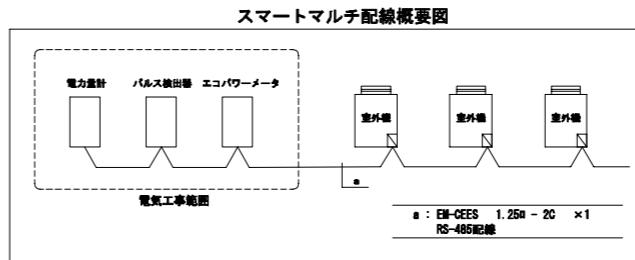 スマートマルチ配線概要図
電力量計 パルス検出器 エコパワーメータ
室外機 室外機 室外機
a
電気工事範囲
a : EM-CEES 1.25□ - 2C ×1
RS-485配線